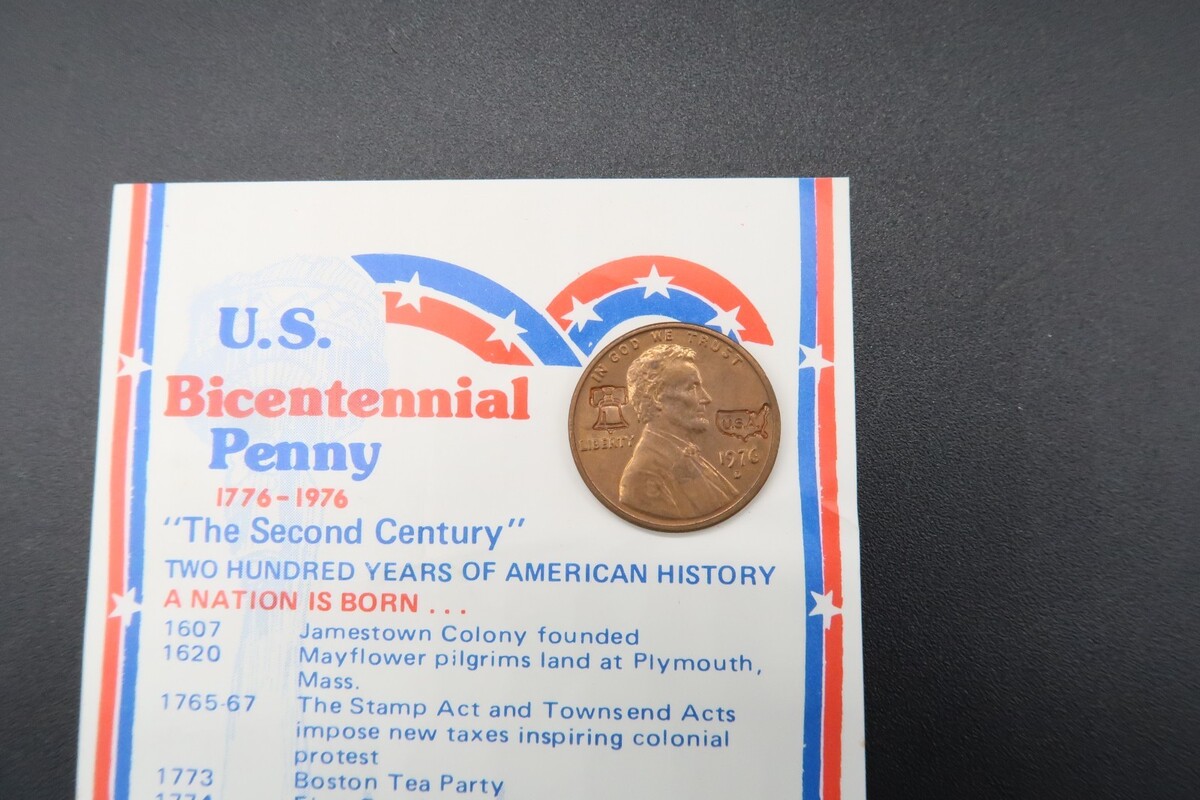 U.S.
Bicentennial
Penny
1776-1976
"The Second Century"
TWO HUNDRED YEARS OF AMERICAN HISTORY
A NATION IS BORN . . .
1607 Jamestown Colony founded
1620 Mayflower pilgrims land at Plymouth,
Mass.
1765-67 The Stamp Act and Townsend Acts
impose new taxes inspiring colonial
protest
1773 Boston Tea Party
1774
IN GOD WE TRUST
LIBERTY
U.S.A.
1976
D